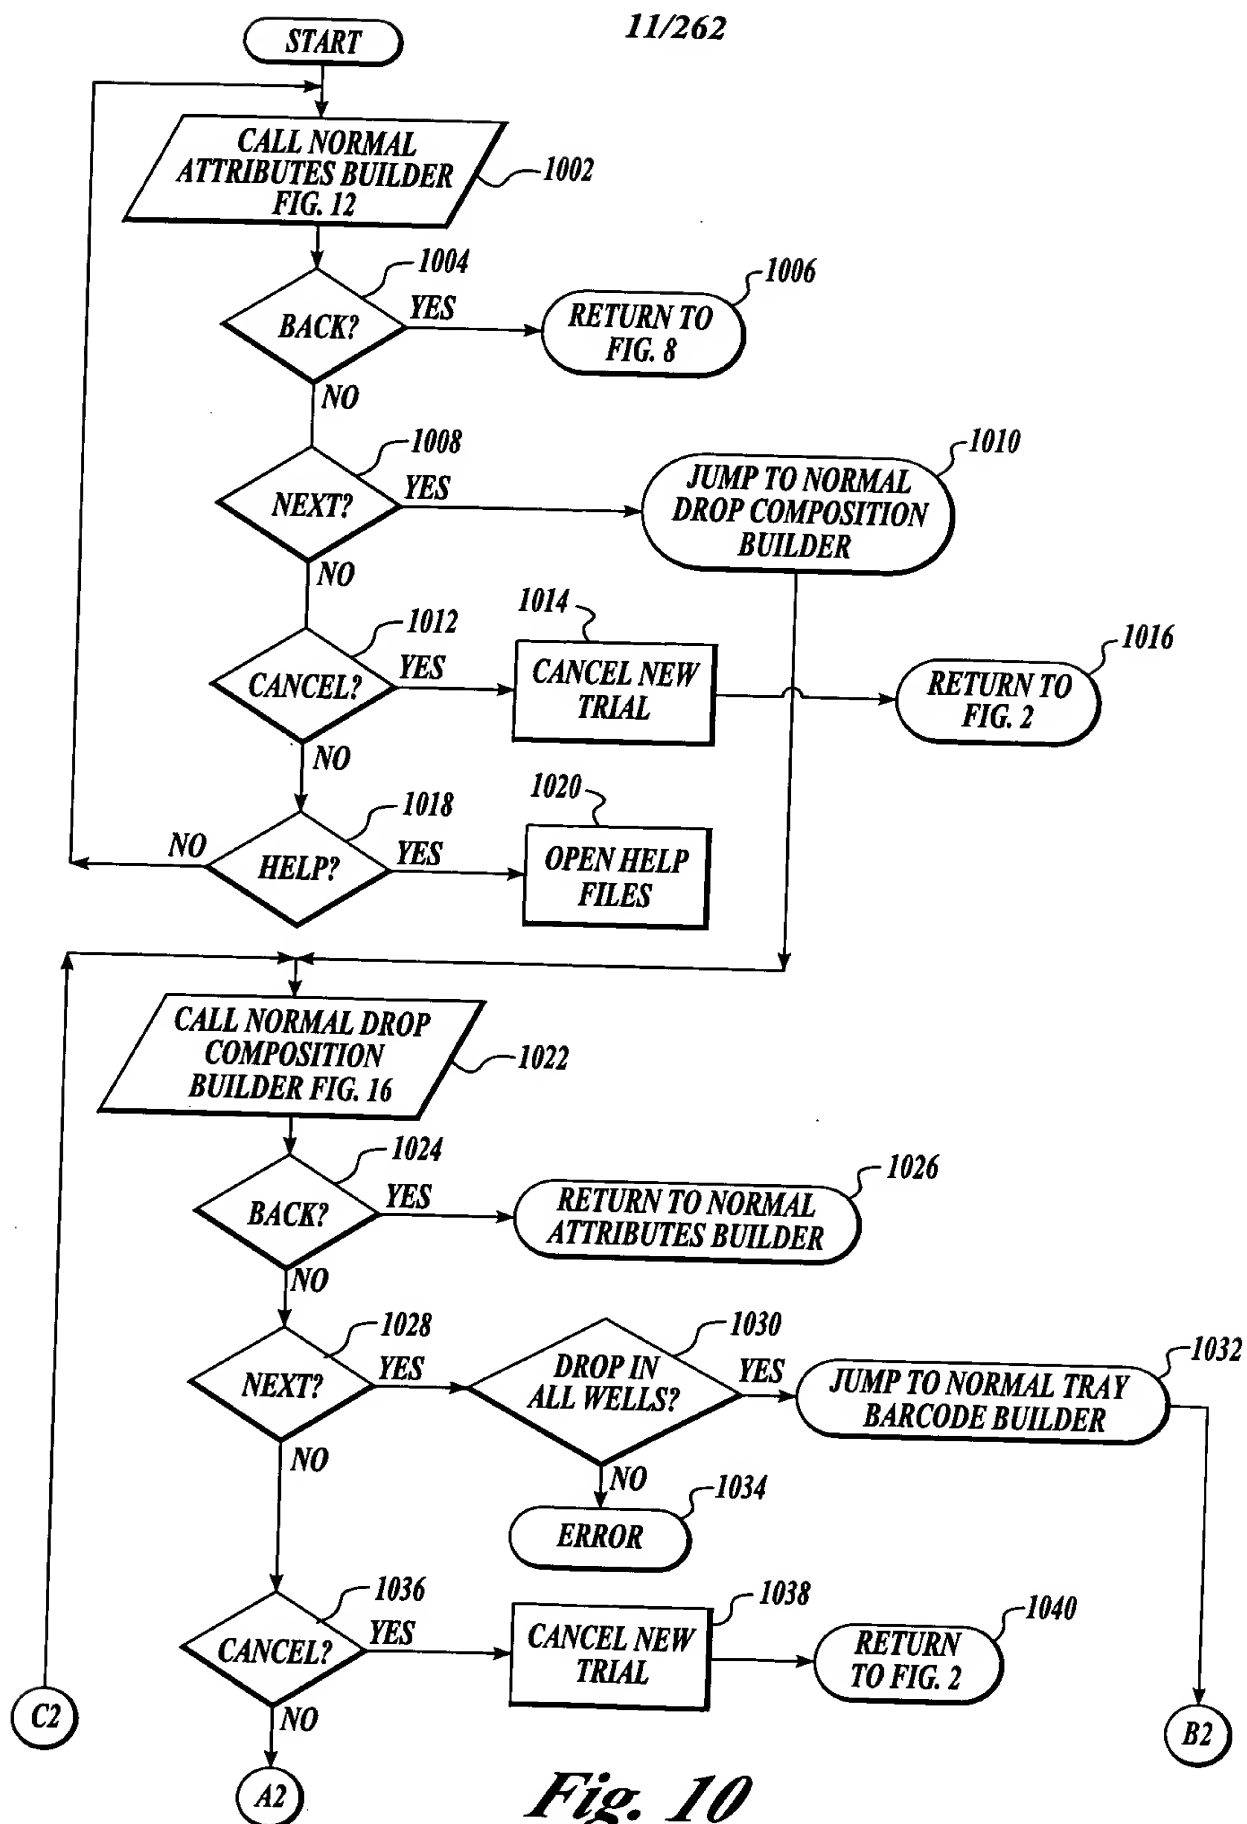 11/262
START
CALL NORMAL
ATTRIBUTES BUILDER
FIG. 12
1002
1004
BACK?
YES
RETURN TO
FIG. 8
1006
NO
1008
NEXT?
YES
JUMP TO NORMAL
DROP COMPOSITION
BUILDER
1010
NO
1012
CANCEL?
YES
1014
CANCEL NEW
TRIAL
1016
RETURN TO
FIG. 2
NO
1018
NO
HELP?
YES
1020
OPEN HELP
FILES
CALL NORMAL DROP
COMPOSITION
BUILDER FIG. 16
1022
1024
BACK?
YES
RETURN TO NORMAL
ATTRIBUTES BUILDER
1026
NO
1028
NEXT?
YES
1030
DROP IN
ALL WELLS?
YES
1032
JUMP TO NORMAL TRAY
BARCODE BUILDER
NO
NO
1034
ERROR
1036
CANCEL?
YES
1038
CANCEL NEW
TRIAL
1040
RETURN
TO FIG. 2
NO
C2
A2
B2
Fig. 10